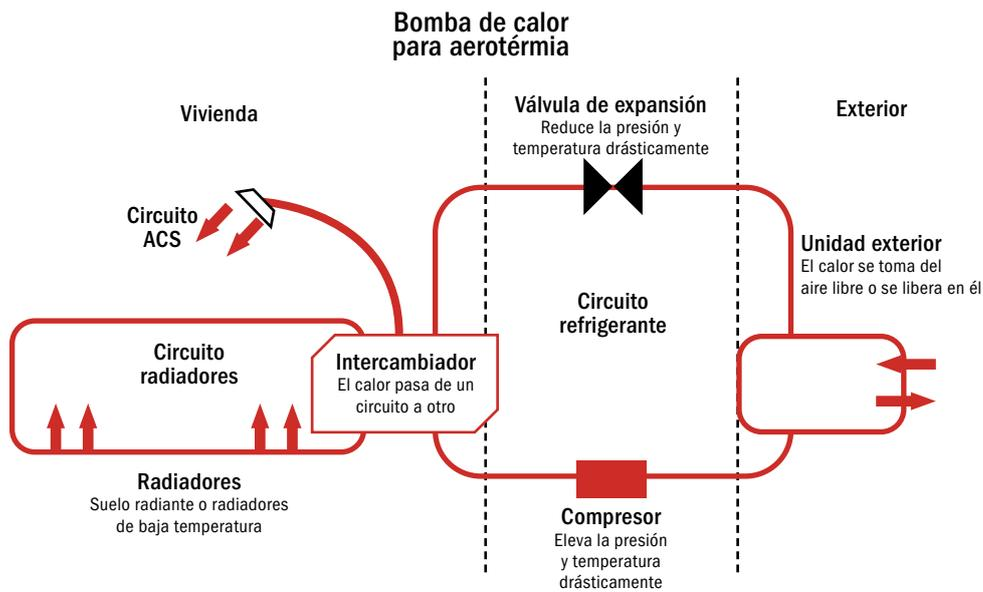 Bomba de calor
para aerotérmia
Vivienda
Válvula de expansión
Reduce la presión y
temperatura drásticamente
Exterior
Circuito
ACS
Unidad exterior
El calor se toma del
aire libre o se libera en él
Circuito
refrigerante
Circuito
radiadores
Intercambiador
El calor pasa de un
circuito a otro
Radiadores
Suelo radiante o radiadores
de baja temperatura
Compresor
Eleva la presión
y temperatura
drásticamente